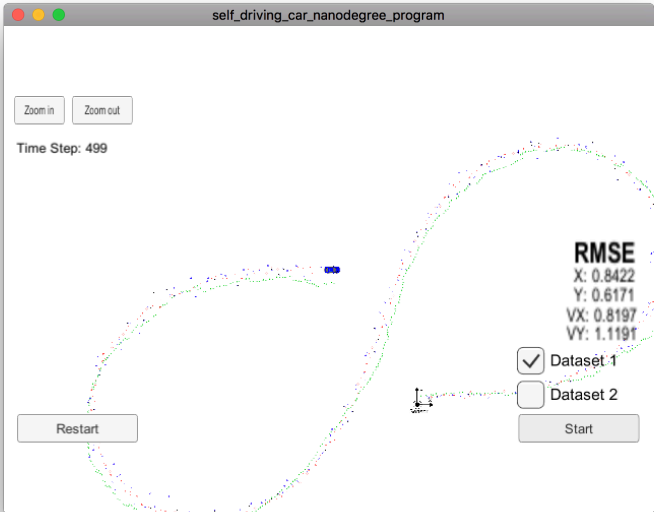 self_driving_car_nanodegree_program
Zoom in Zoom out
Time Step: 499
RMSE
X: 0.8422
Y: 0.6171
VX: 0.8197
VY: 1.1191
Dataset 1
Dataset 2
Restart Start